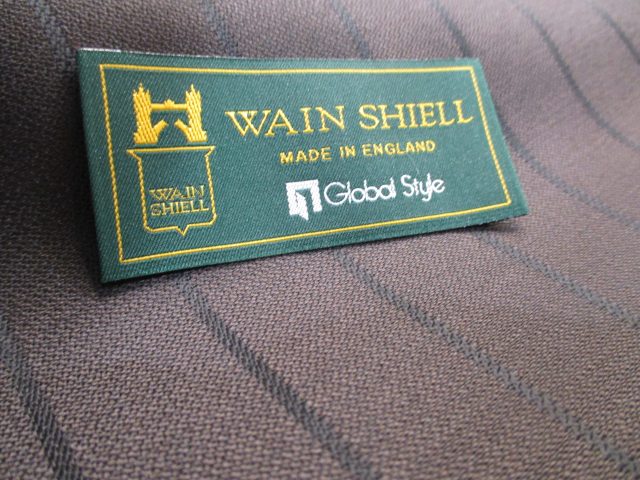 WAIN SHIELL
MADE IN ENGLAND
Global Style
WAIN
SHIELL